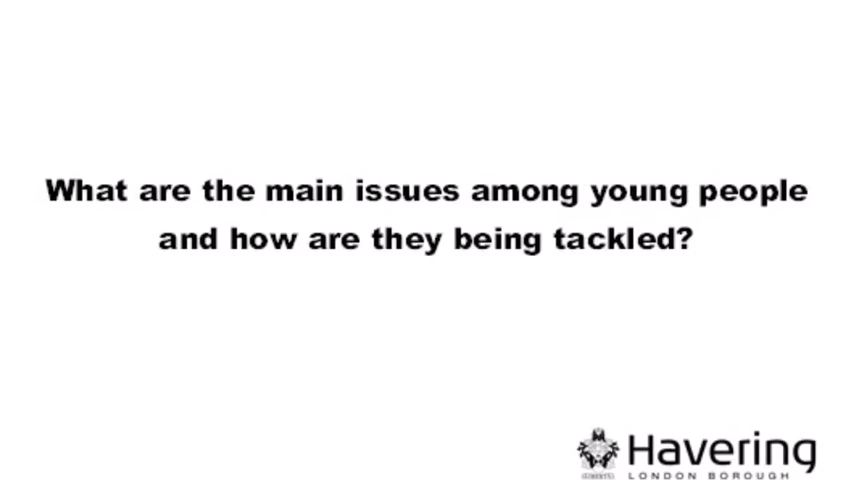 What are the main issues among young people
and how are they being tackled?
Havering
LONDON BOROUGH